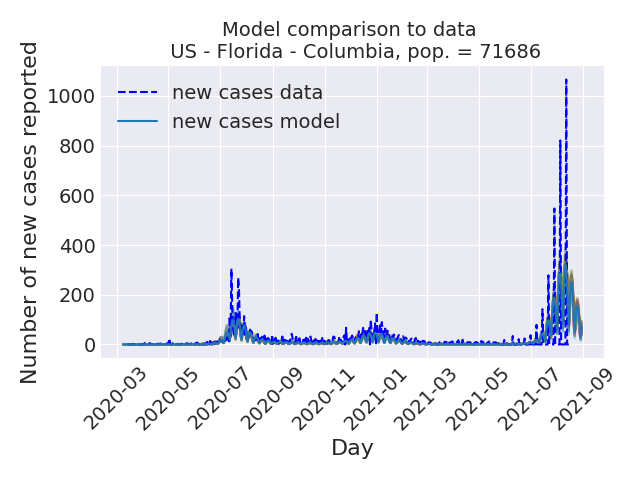 Model comparison to data
US - Florida - Columbia, pop. = 71686
Number of new cases reported
1000
800
600
400
200
0
new cases data
new cases model
2020-03
2020-05
2020-07
2020-09
2020-11
2021-01
2021-03
2021-05
2021-07
2021-09
Day